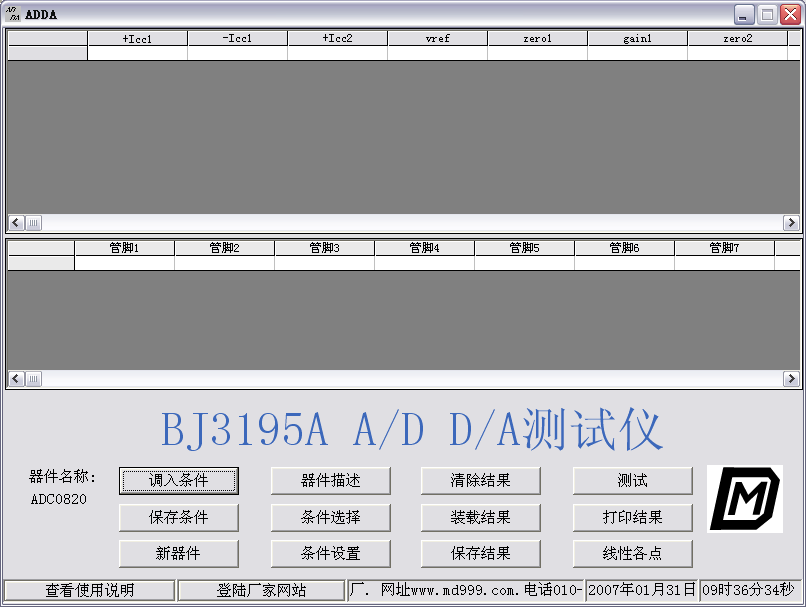 ADDA
+Icc1 -Icc1 +Icc2 vref zero1 gain1 zero2
管脚1 管脚2 管脚3 管脚4 管脚5 管脚6 管脚7
BJ3195A A/D D/A测试仪
器件名称: 调入条件 器件描述 清除结果 测试
ADC0820
保存条件 条件选择 装载结果 打印结果
新器件 条件设置 保存结果 线性各点
查看使用说明 登陆厂家网站 厂. 网址www.md999.com.电话010- 2007年01月31日 09时36分34秒